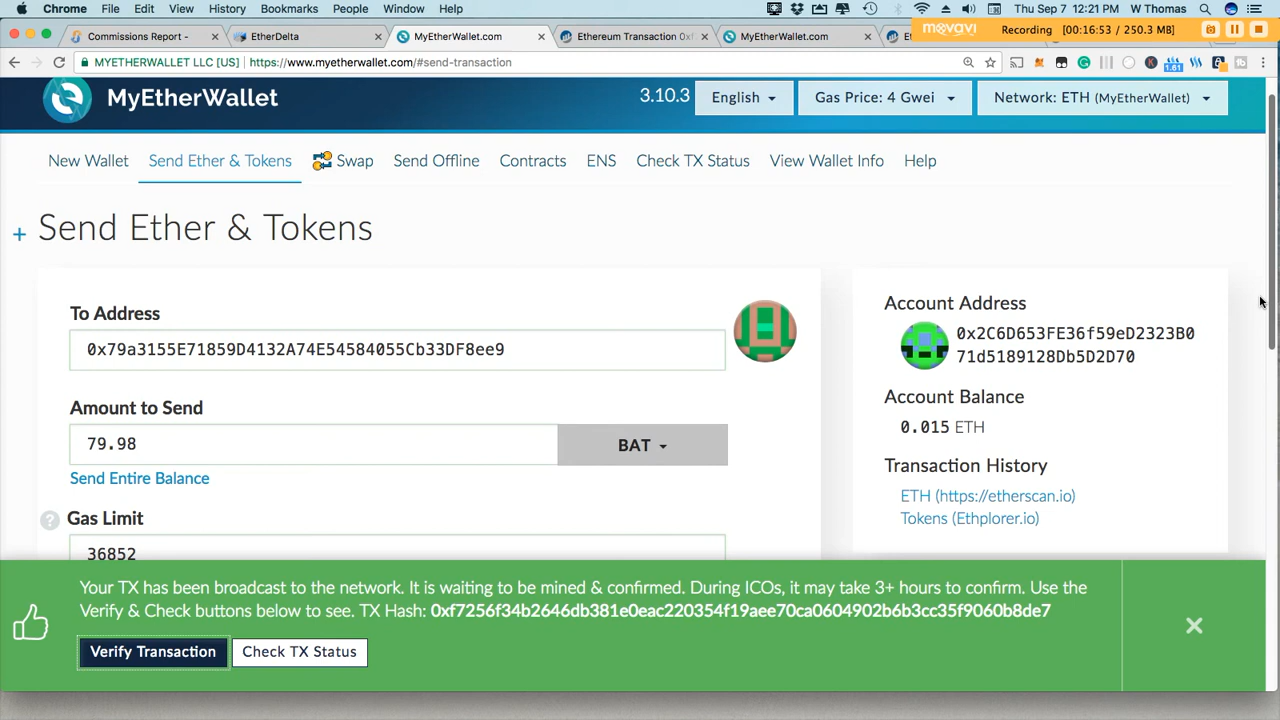 Chrome File Edit View History Bookmarks People Window Help Thu Sep 7 12:21 PM W Thomas
movavi Recording [00:16:53 / 250.3 MB]
Commissions Report - EtherDelta MyEtherWallet.com Ethereum Transaction 0xf MyEtherWallet.com
MYETHERWALLET LLC [US] https://www.myetherwallet.com/#send-transaction
1.61
MyEtherWallet 3.10.3 English Gas Price: 4 Gwei Network: ETH (MyEtherWallet)
New Wallet Send Ether & Tokens Swap Send Offline Contracts ENS Check TX Status View Wallet Info Help
+ Send Ether & Tokens
To Address
0x79a3155E71859D4132A74E54584055Cb33DF8ee9
Amount to Send
79.98 BAT
Send Entire Balance
? Gas Limit
36852
Account Address
0x2C6D653FE36f59eD2323B0
71d5189128Db5D2D70
Account Balance
0.015 ETH
Transaction History
ETH (https://etherscan.io)
Tokens (Ethplorer.io)
Your TX has been broadcast to the network. It is waiting to be mined & confirmed. During ICOs, it may take 3+ hours to confirm. Use the
Verify & Check buttons below to see. TX Hash: 0xf7256f34b2646db381e0eac220354f19aee70ca0604902b6b3cc35f9060b8de7
Verify Transaction Check TX Status